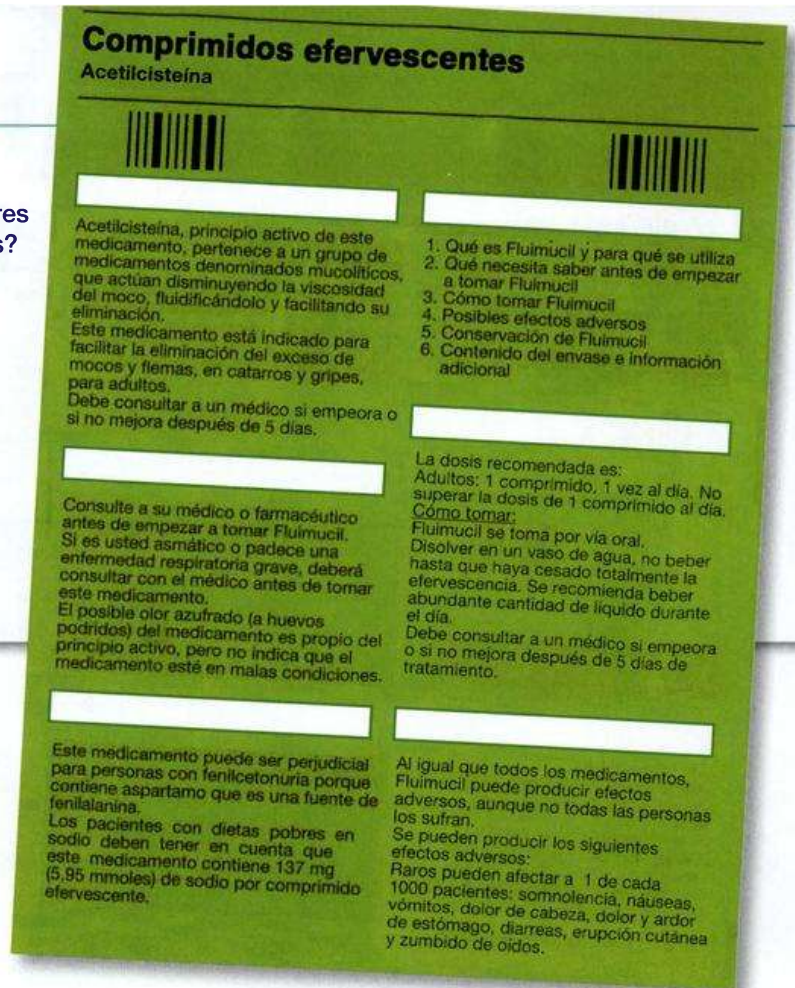 Comprimidos efervescentes
Acetilcisteína
res
s?
Acetilcisteína, principio activo de este
medicamento, pertenece a un grupo de
medicamentos denominados mucolíticos,
que actúan disminuyendo la viscosidad
del moco, fluidificándolo y facilitando su
eliminación.
Este medicamento está indicado para
facilitar la eliminación del exceso de
mocos y flemas, en catarros y gripes,
para adultos.
Debe consultar a un médico si empeora o
si no mejora después de 5 días.
Consulte a su médico o farmacéutico
antes de empezar a tomar Fluimucil.
Si es usted asmático o padece una
enfermedad respiratoria grave, deberá
consultar con el médico antes de tomar
este medicamento.
El posible olor azufrado (a huevos
podridos) del medicamento es propio del
principio activo, pero no indica que el
medicamento esté en malas condiciones.
Este medicamento puede ser perjudicial
para personas con fenilcetonuria porque
contiene aspartamo que es una fuente de
fenilalanina.
Los pacientes con dietas pobres en
sodio deben tener en cuenta que
este medicamento contiene 137 mg
(5,95 mmoles) de sodio por comprimido
efervescente.
1. Qué es Fluimucil y para qué se utiliza
2. Qué necesita saber antes de empezar
a tomar Fluimucil
3. Cómo tomar Fluimucil
4. Posibles efectos adversos
5. Conservación de Fluimucil
6. Contenido del envase e información
adicional
La dosis recomendada es:
Adultos: 1 comprimido, 1 vez al día. No
superar la dosis de 1 comprimido al día.
Cómo tomar:
Fluimucil se toma por vía oral.
Disolver en un vaso de agua, no beber
hasta que haya cesado totalmente la
efervescencia. Se recomienda beber
abundante cantidad de líquido durante
el día.
Debe consultar a un médico si empeora
o si no mejora después de 5 días de
tratamiento.
Al igual que todos los medicamentos,
Fluimucil puede producir efectos
adversos, aunque no todas las personas
los sufran.
Se pueden producir los siguientes
efectos adversos:
Raros pueden afectar a 1 de cada
1000 pacientes: somnolencia, náuseas,
vómitos, dolor de cabeza, dolor y ardor
de estómago, diarreas, erupción cutánea
y zumbido de oídos.